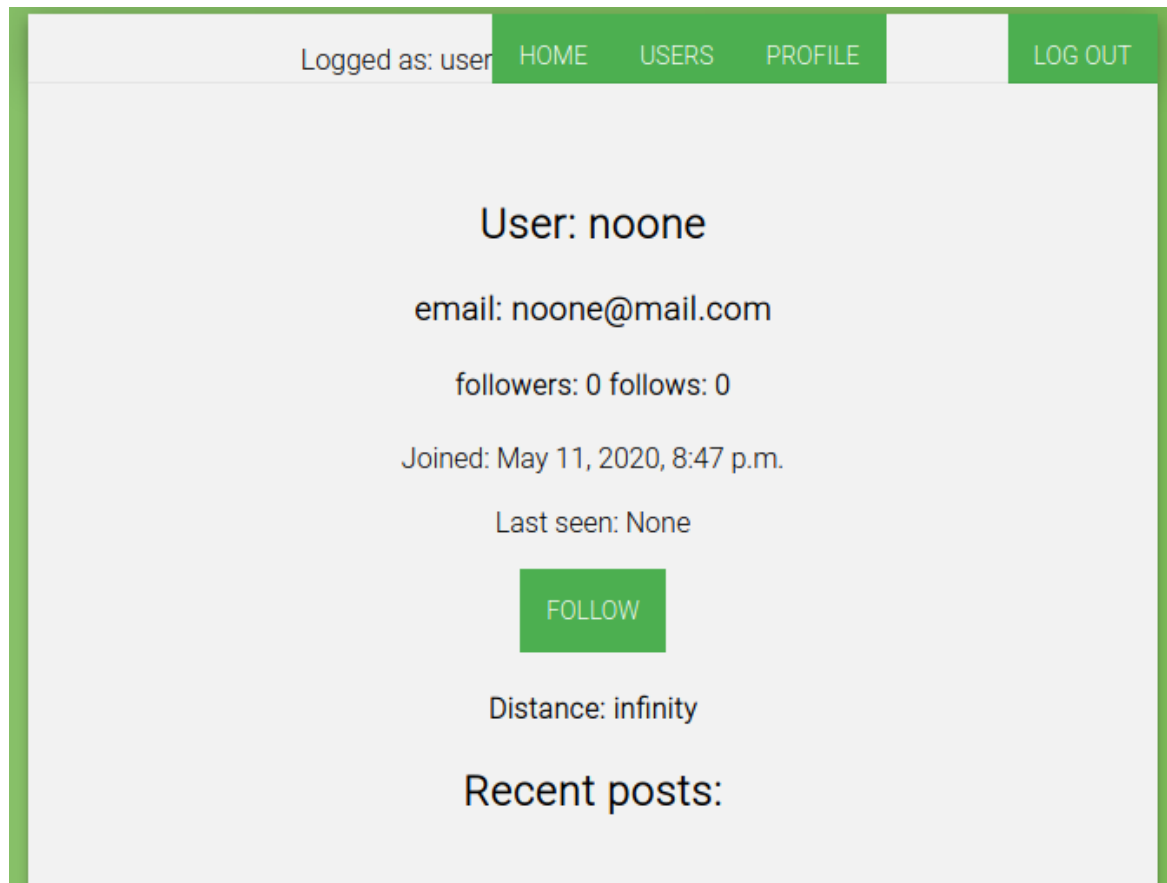 Logged as: user HOME USERS PROFILE LOG OUT
User: noone
email: noone@mail.com
followers: 0 follows: 0
Joined: May 11, 2020, 8:47 p.m.
Last seen: None
FOLLOW
Distance: infinity
Recent posts: